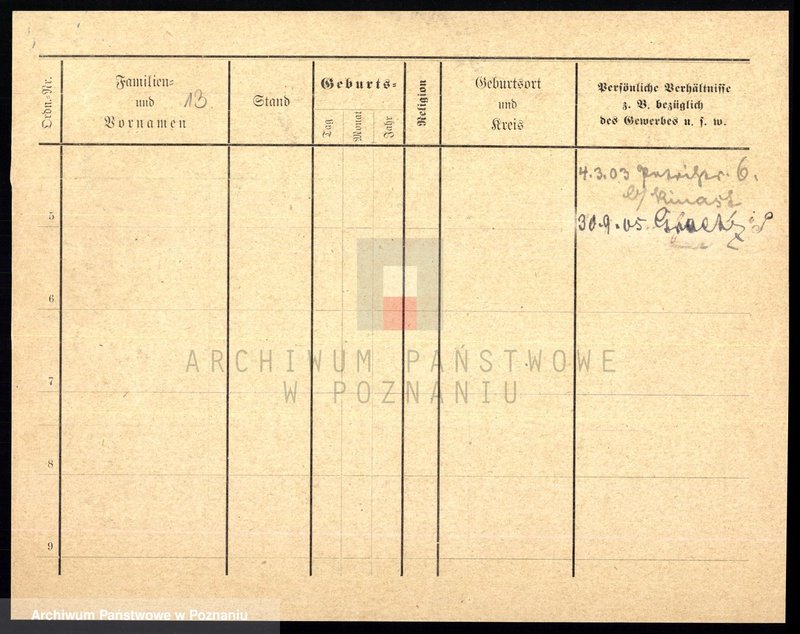 Ordn.-Nr.
Familien-
und
Vornamen
13.
Stand
Geburts-
Tag
Monat
Jahr
Religion
Geburtsort
und
Kreis
Persönliche Verhältnisse
z. B. bezüglich
des Gewerbes u. s. w.
4.3.03 6.
b/
5
30.9.05
6
7
8
9
ARCHIWUM PAŃSTWOWE
W POZNANIU
Archiwum Państwowe w Poznaniu